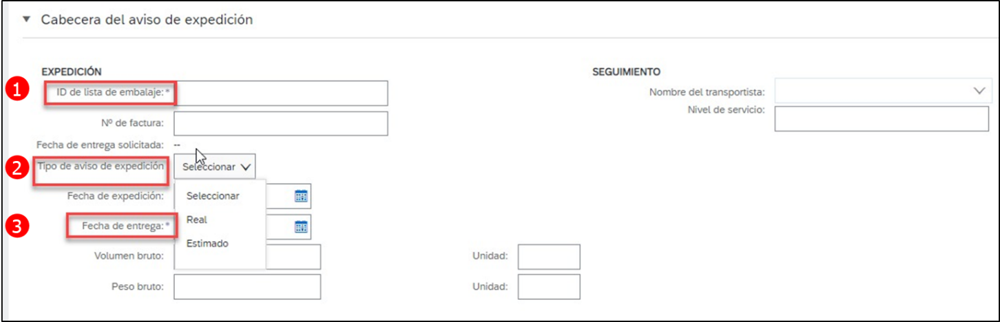 Cabecera del aviso de expedición
EXPEDICIÓN
SEGUIMIENTO
1
ID de lista de embalaje: *
Nombre del transportista:
Nº de factura:
Nivel de servicio:
Fecha de entrega solicitada: --
2
Tipo de aviso de expedición
Seleccionar
Fecha de expedición:
Seleccionar
3
Fecha de entrega: *
Real
Estimado
Volumen bruto:
Unidad:
Peso bruto:
Unidad: